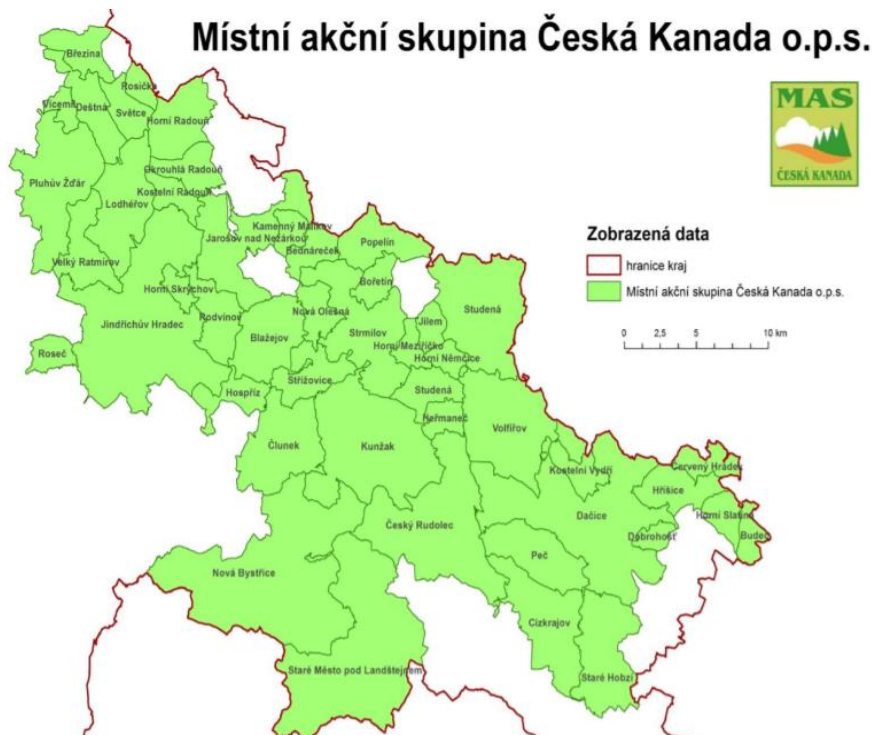 Místní akční skupina Česká Kanada o.p.s.
MAS
ČESKÁ KANADA
Zobrazená data
hranice kraj
Místní akční skupina Česká Kanada o.p.s.
0 2,5 5 10 km
Březina
Rosička
Vícemil
Deštná
Světce
Horní Radouň
Okrouhlá Radouň
Pluhův Žďár
Kostelní Radouň
Lodhéřov
Kamenný Malíkov
Jarošov nad Nežárkou
Popelín
Bednáreček
Velký Ratmírov
Bořetín
Horní Skrýchov
Studená
Nová Olešná
Rodvínov
Jilem
Jindřichův Hradec
Strmilov
Blažejov
Horní Meziříčko
Roseč
Horní Němčice
Střížovice
Hospříz
Studená
Heřmaneč
Volfířov
Člunek
Kunžak
Kostelní Vydří
Červený Hrádek
Hříšice
Dačice
Horní Slatina
Český Rudolec
Dobrohošť
Budeč
Peč
Nová Bystřice
Cizkrajov
Staré Město pod Landštejnem
Staré Hobzí